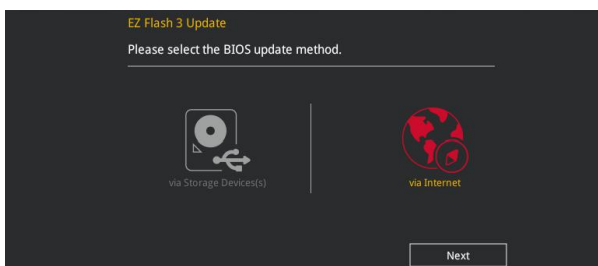 EZ Flash 3 Update
Please select the BIOS update method.
via Storage Devices(s)
via Internet
Next